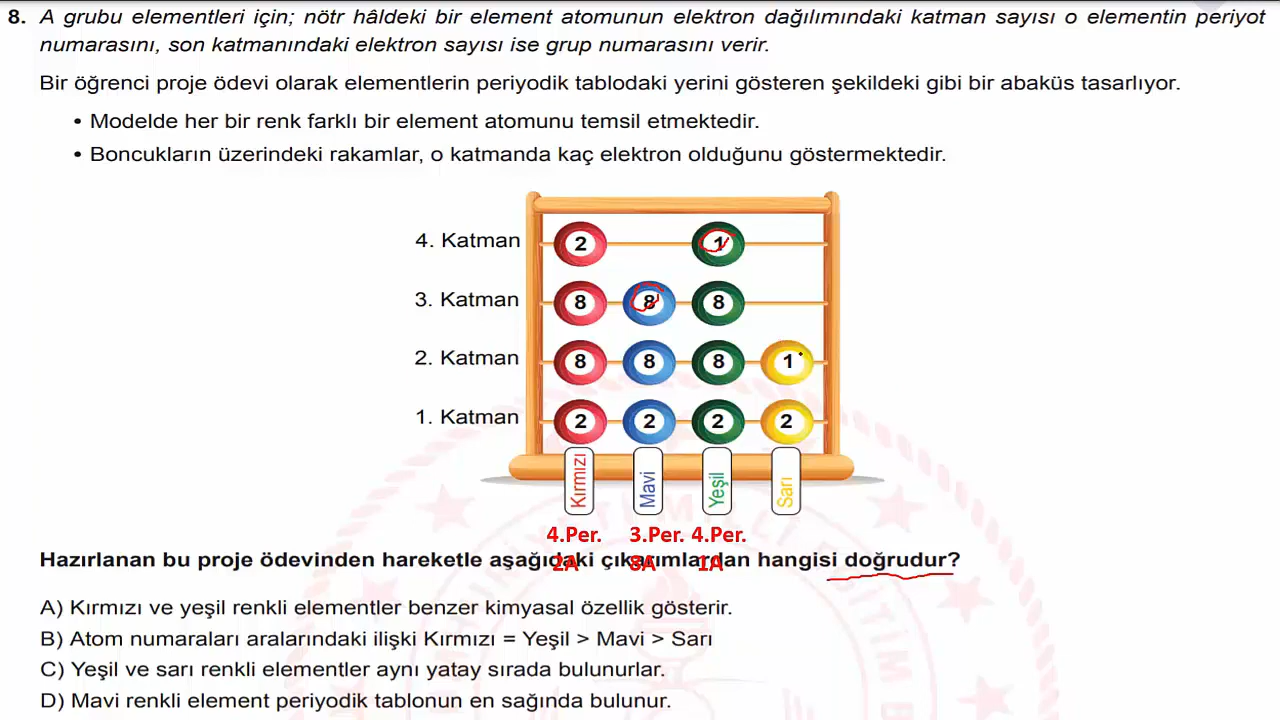 8. A grubu elementleri için; nötr hâldeki bir element atomunun elektron dağılımındaki katman sayısı o elementin periyot
numarasını, son katmanındaki elektron sayısı ise grup numarasını verir.
Bir öğrenci proje ödevi olarak elementlerin periyodik tablodaki yerini gösteren şekildeki gibi bir abaküs tasarlıyor.
• Modelde her bir renk farklı bir element atomunu temsil etmektedir.
• Boncukların üzerindeki rakamlar, o katmanda kaç elektron olduğunu göstermektedir.
4. Katman 2 1
3. Katman 8 8 8
2. Katman 8 8 8 1
1. Katman 2 2 2 2
Kırmızı Mavi Yeşil Sarı
4.Per. 3.Per. 4.Per.
2A 8A 1A
Hazırlanan bu proje ödevinden hareketle aşağıdaki çıkarımlardan hangisi doğrudur?
A) Kırmızı ve yeşil renkli elementler benzer kimyasal özellik gösterir.
B) Atom numaraları aralarındaki ilişki Kırmızı = Yeşil > Mavi > Sarı
C) Yeşil ve sarı renkli elementler aynı yatay sırada bulunurlar.
D) Mavi renkli element periyodik tablonun en sağında bulunur.